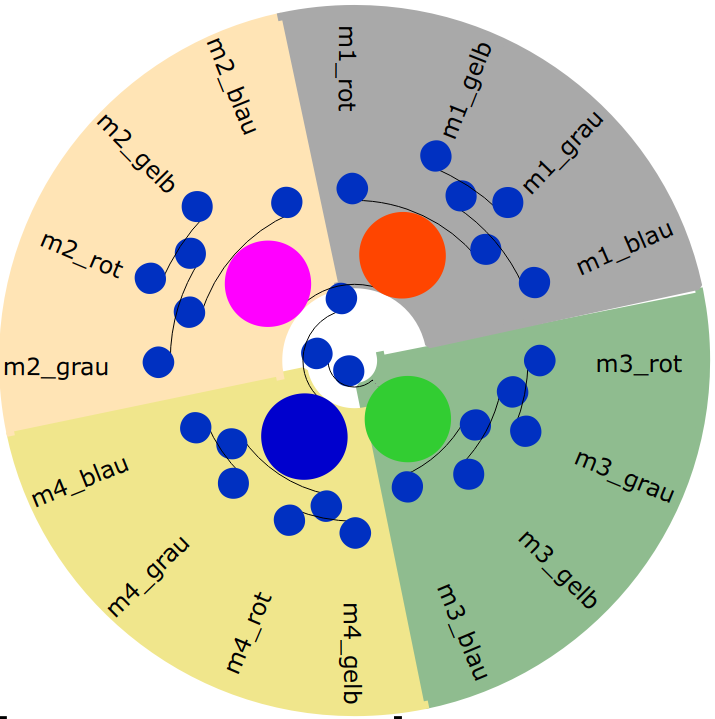 m1_rot
m1_gelb
m1_grau
m1_blau
m3_rot
m3_grau
m3_gelb
m3_blau
m4_gelb
m4_rot
m4_grau
m4_blau
m2_grau
m2_rot
m2_gelb
m2_blau